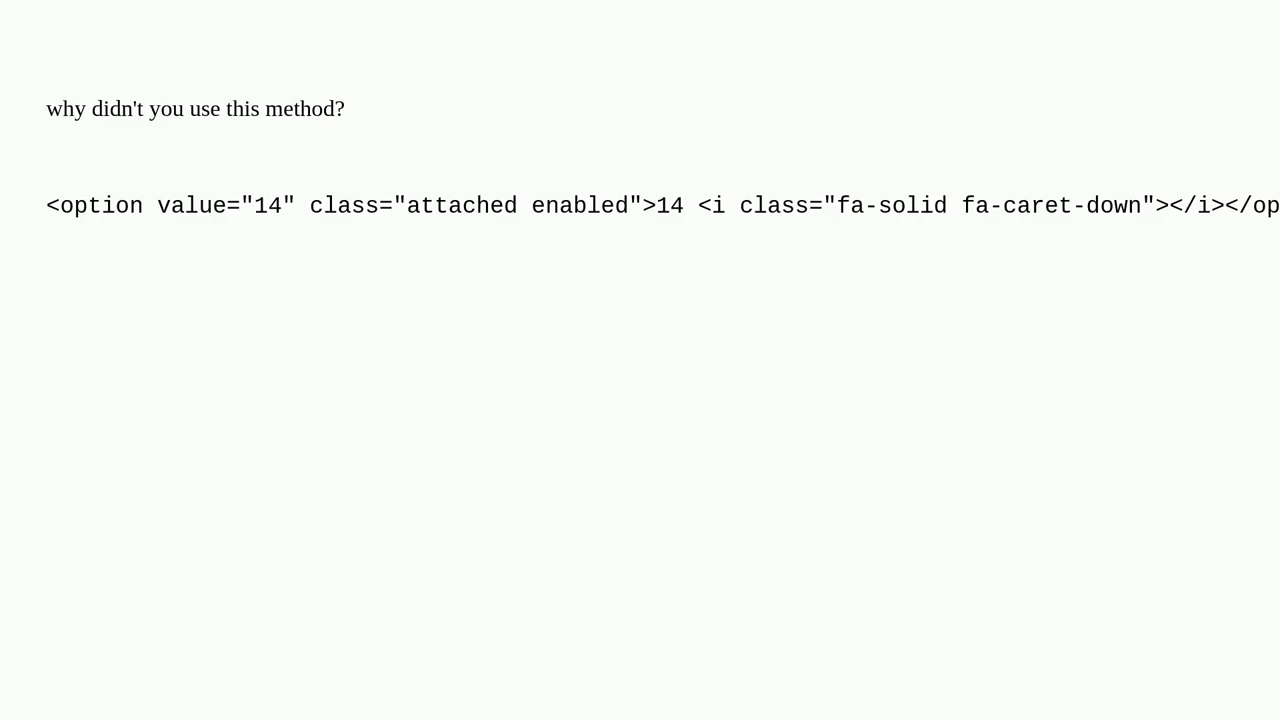 why didn't you use this method?
<option value="14" class="attached enabled">14 <i class="fa-solid fa-caret-down"></i></op